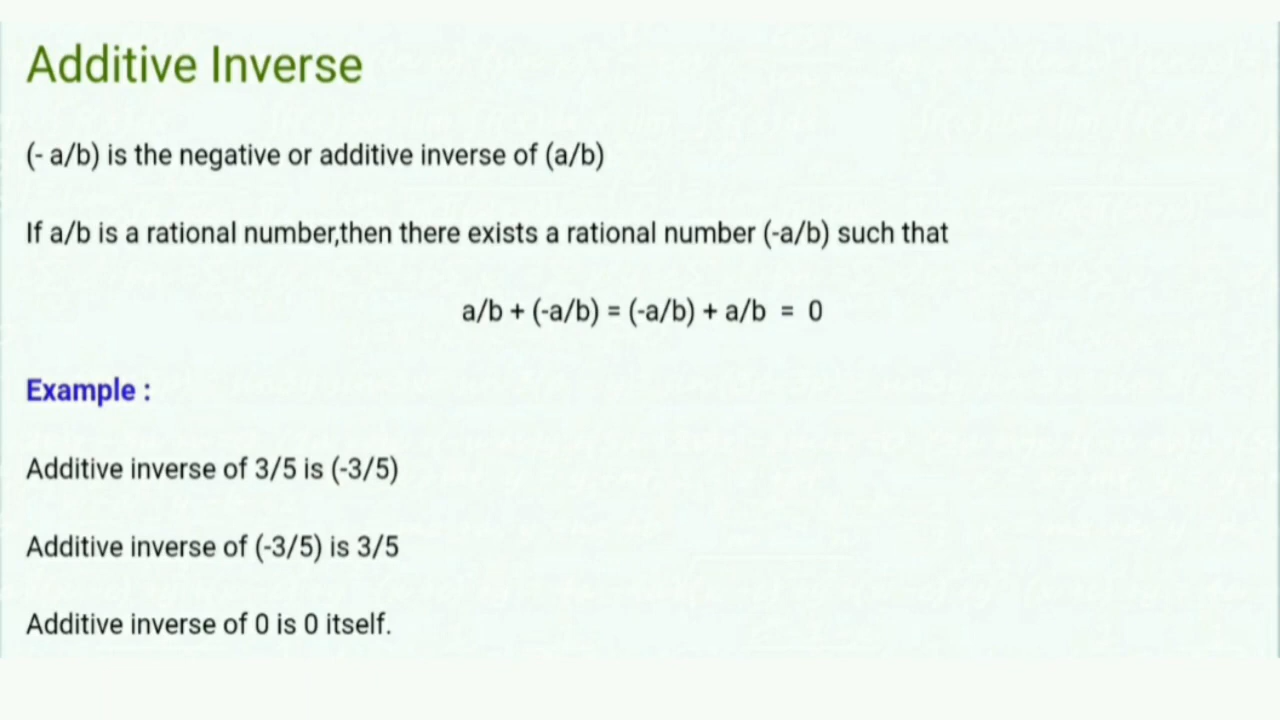 Additive Inverse
(- a/b) is the negative or additive inverse of (a/b)
If a/b is a rational number,then there exists a rational number (-a/b) such that
a/b + (-a/b) = (-a/b) + a/b = 0
Example :
Additive inverse of 3/5 is (-3/5)
Additive inverse of (-3/5) is 3/5
Additive inverse of 0 is 0 itself.